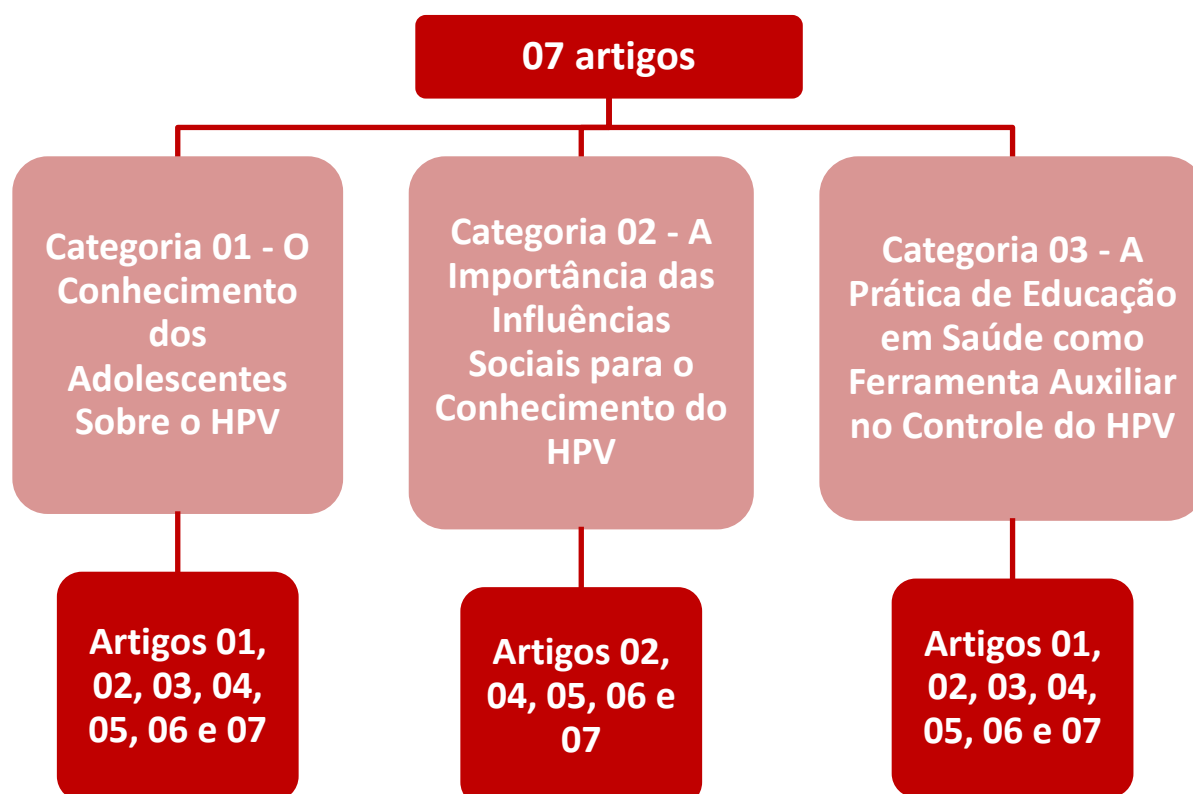 07 artigos
Categoria 01 - O
Conhecimento
dos
Adolescentes
Sobre o HPV
Categoria 02 - A
Importância das
Influências
Sociais para o
Conhecimento do
HPV
Categoria 03 - A
Prática de Educação
em Saúde como
Ferramenta Auxiliar
no Controle do HPV
Artigos 01,
02, 03, 04,
05, 06 e 07
Artigos 02,
04, 05, 06 e
07
Artigos 01,
02, 03, 04,
05, 06 e 07